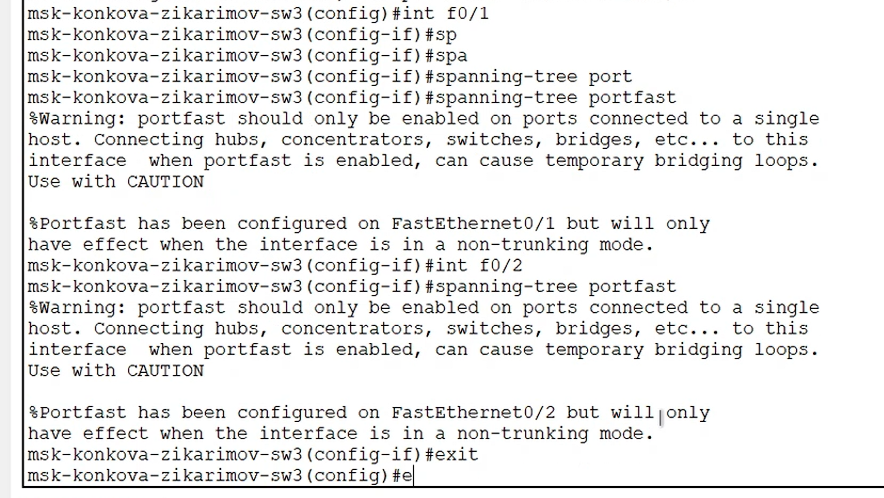 msk-konkova-zikarimov-sw3(config)#int f0/1
msk-konkova-zikarimov-sw3(config-if)#sp
msk-konkova-zikarimov-sw3(config-if)#spa
msk-konkova-zikarimov-sw3(config-if)#spanning-tree port
msk-konkova-zikarimov-sw3(config-if)#spanning-tree portfast
%Warning: portfast should only be enabled on ports connected to a single
host. Connecting hubs, concentrators, switches, bridges, etc... to this
interface  when portfast is enabled, can cause temporary bridging loops.
Use with CAUTION

%Portfast has been configured on FastEthernet0/1 but will only
have effect when the interface is in a non-trunking mode.
msk-konkova-zikarimov-sw3(config-if)#int f0/2
msk-konkova-zikarimov-sw3(config-if)#spanning-tree portfast
%Warning: portfast should only be enabled on ports connected to a single
host. Connecting hubs, concentrators, switches, bridges, etc... to this
interface  when portfast is enabled, can cause temporary bridging loops.
Use with CAUTION

%Portfast has been configured on FastEthernet0/2 but will only
have effect when the interface is in a non-trunking mode.
msk-konkova-zikarimov-sw3(config-if)#exit
msk-konkova-zikarimov-sw3(config)#e